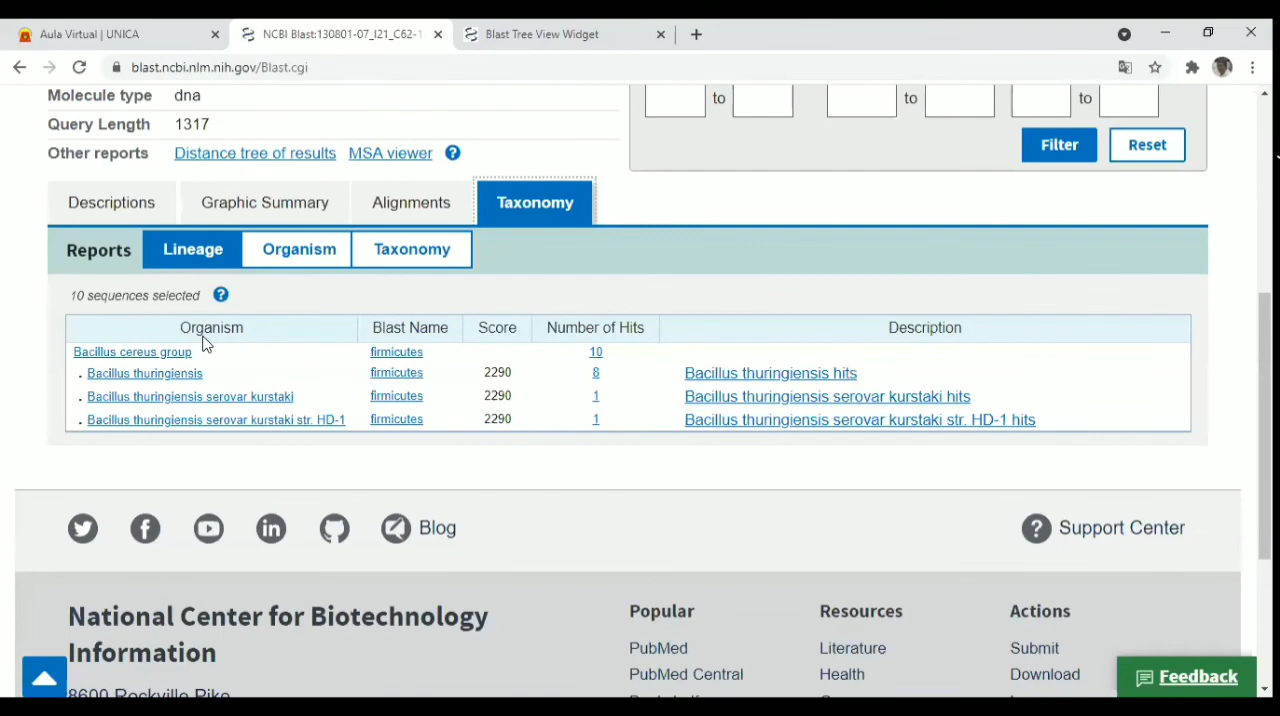 Aula Virtual | UNICA
NCBI Blast:130801-07_I21_C62-1-
Blast Tree View Widget
blast.ncbi.nlm.nih.gov/Blast.cgi
Molecule type dna
Query Length 1317
Other reports Distance tree of results MSA viewer ?
to to to
Filter Reset
Descriptions Graphic Summary Alignments Taxonomy
Reports Lineage Organism Taxonomy
10 sequences selected ?
Organism Blast Name Score Number of Hits Description
Bacillus cereus group firmicutes 10
. Bacillus thuringiensis firmicutes 2290 8 Bacillus thuringiensis hits
. Bacillus thuringiensis serovar kurstaki firmicutes 2290 1 Bacillus thuringiensis serovar kurstaki hits
. Bacillus thuringiensis serovar kurstaki str. HD-1 firmicutes 2290 1 Bacillus thuringiensis serovar kurstaki str. HD-1 hits
Blog
? Support Center
National Center for Biotechnology
Information
8600 Rockville Pike
Popular
PubMed
PubMed Central
Resources
Literature
Health
Actions
Submit
Download
Feedback